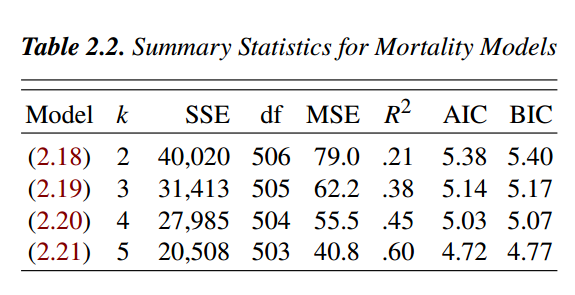 Table 2.2. Summary Statistics for Mortality Models
Model k SSE df MSE R² AIC BIC
(2.18) 2 40,020 506 79.0 .21 5.38 5.40
(2.19) 3 31,413 505 62.2 .38 5.14 5.17
(2.20) 4 27,985 504 55.5 .45 5.03 5.07
(2.21) 5 20,508 503 40.8 .60 4.72 4.77